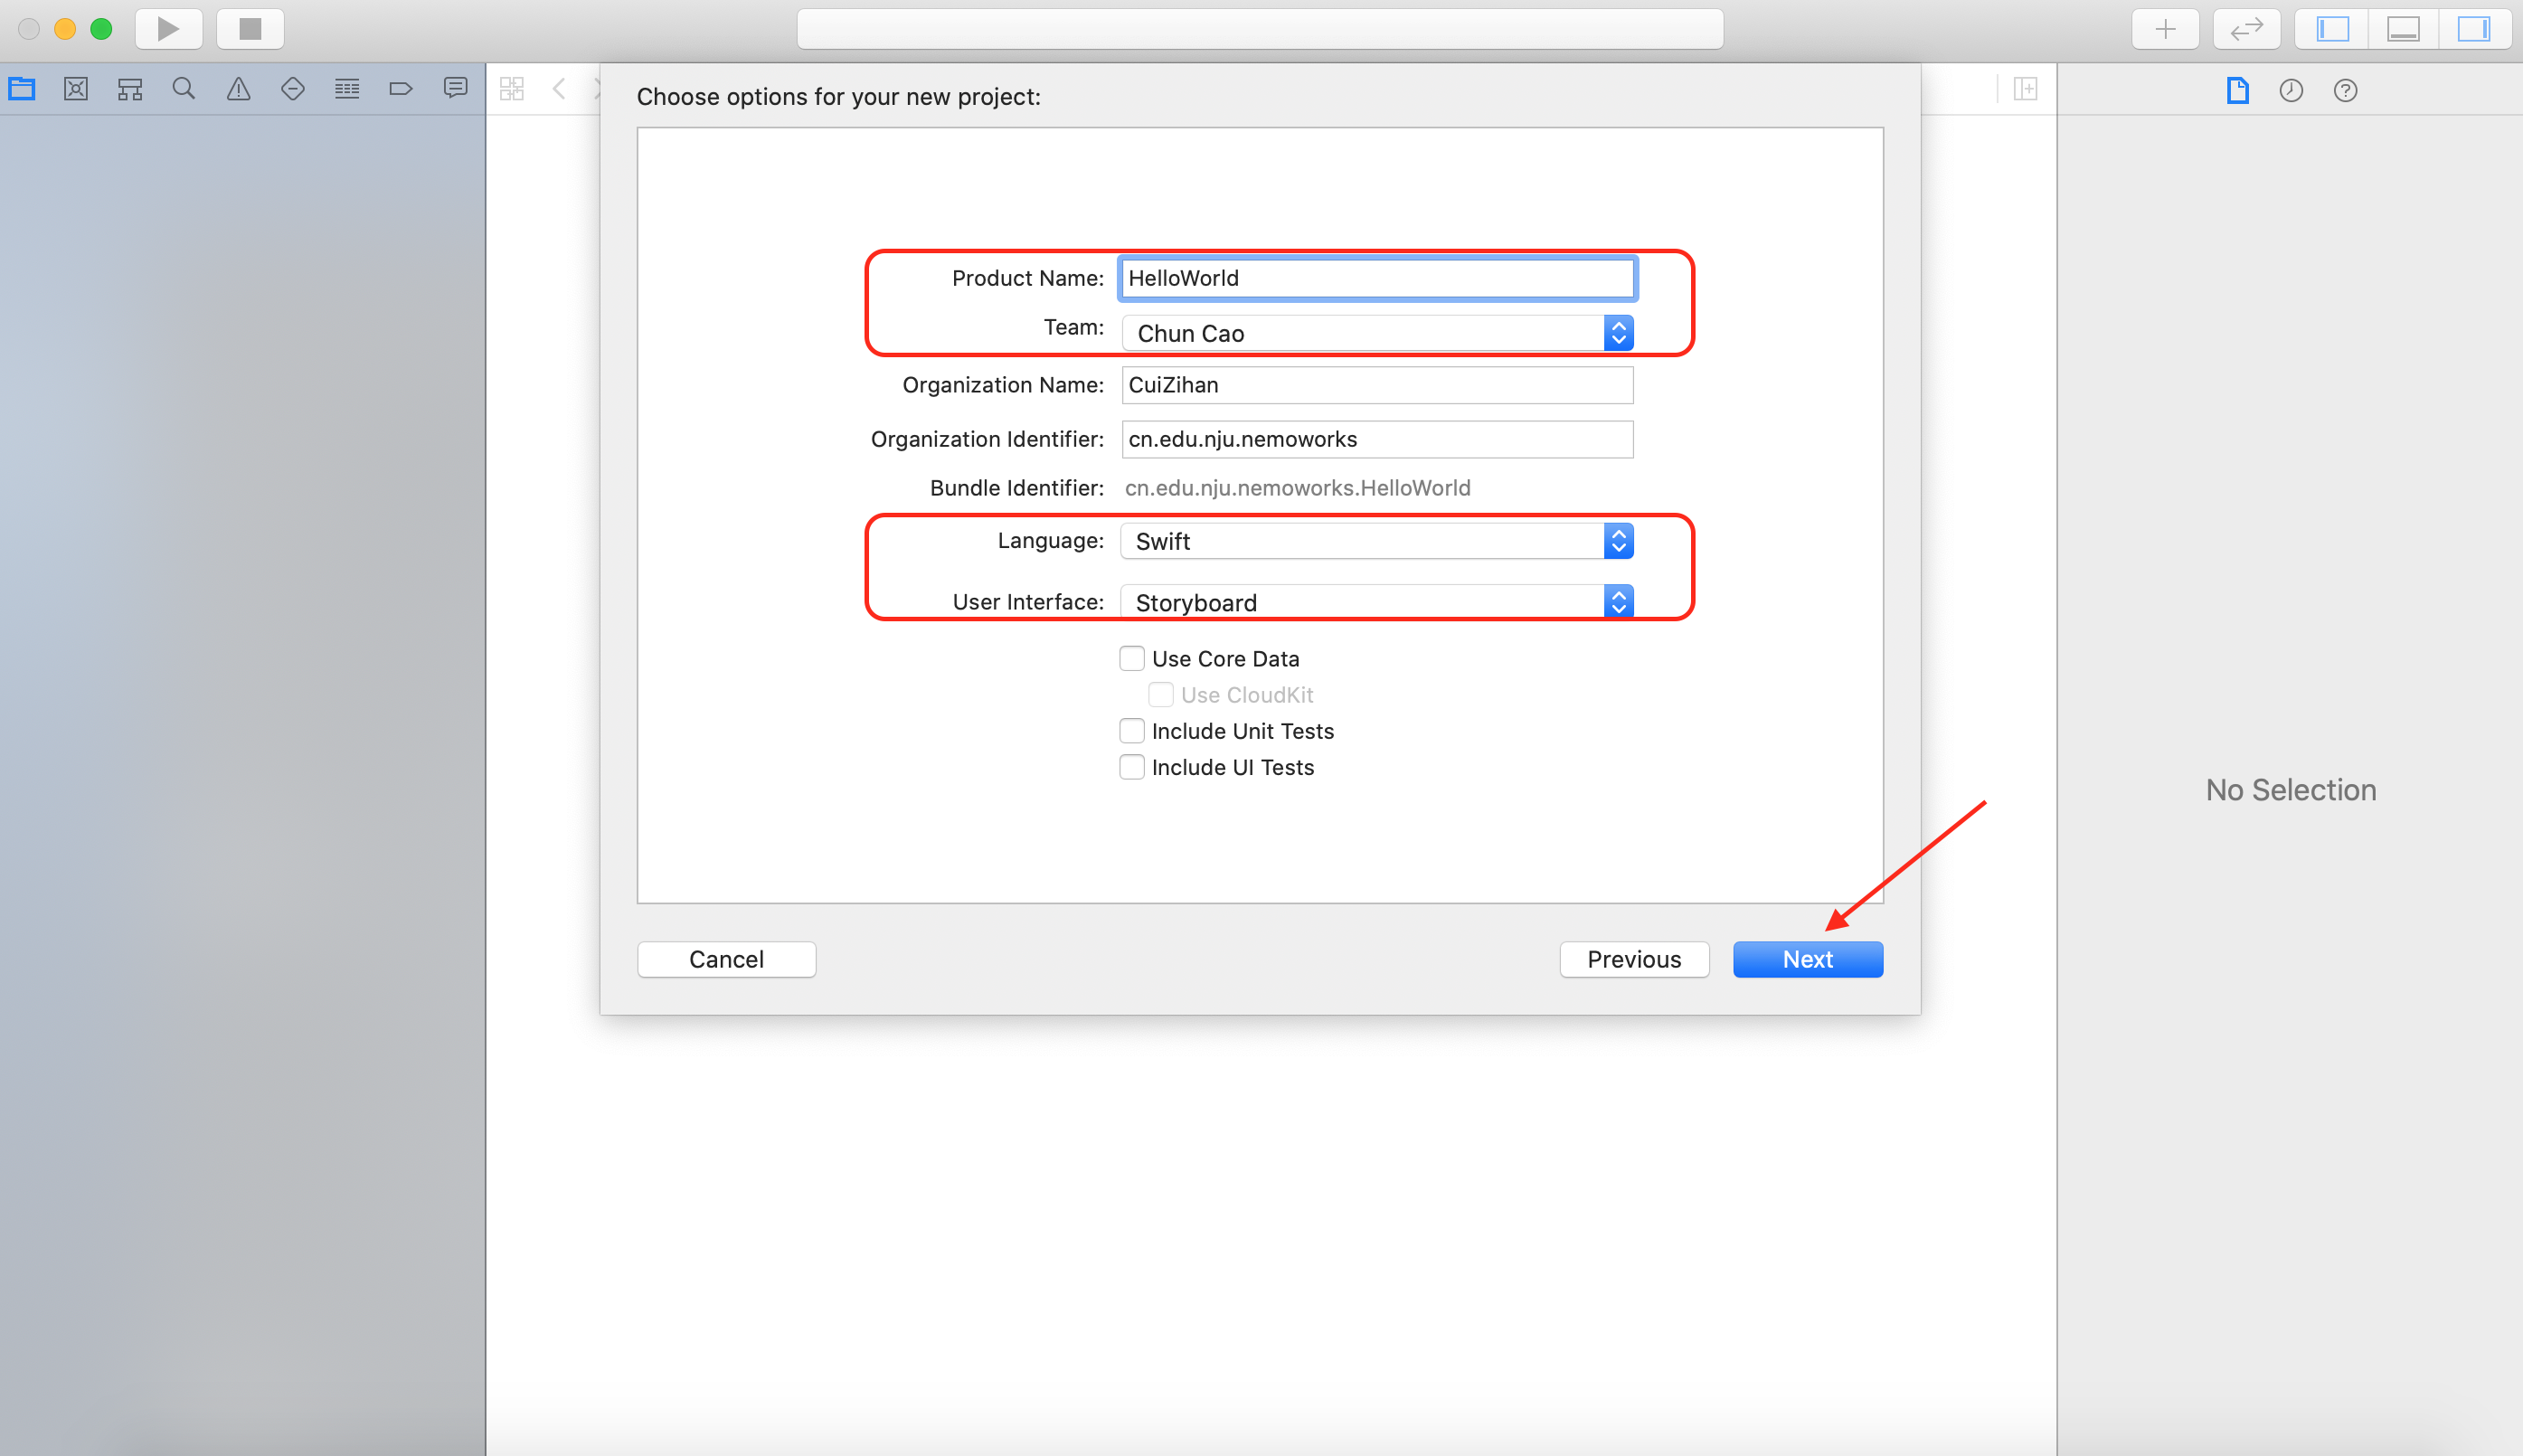 Choose options for your new project:
Product Name: HelloWorld
Team: Chun Cao
Organization Name: CuiZihan
Organization Identifier: cn.edu.nju.nemoworks
Bundle Identifier: cn.edu.nju.nemoworks.HelloWorld
Language: Swift
User Interface: Storyboard
Use Core Data
Use CloudKit
Include Unit Tests
Include UI Tests
No Selection
Cancel
Previous
Next